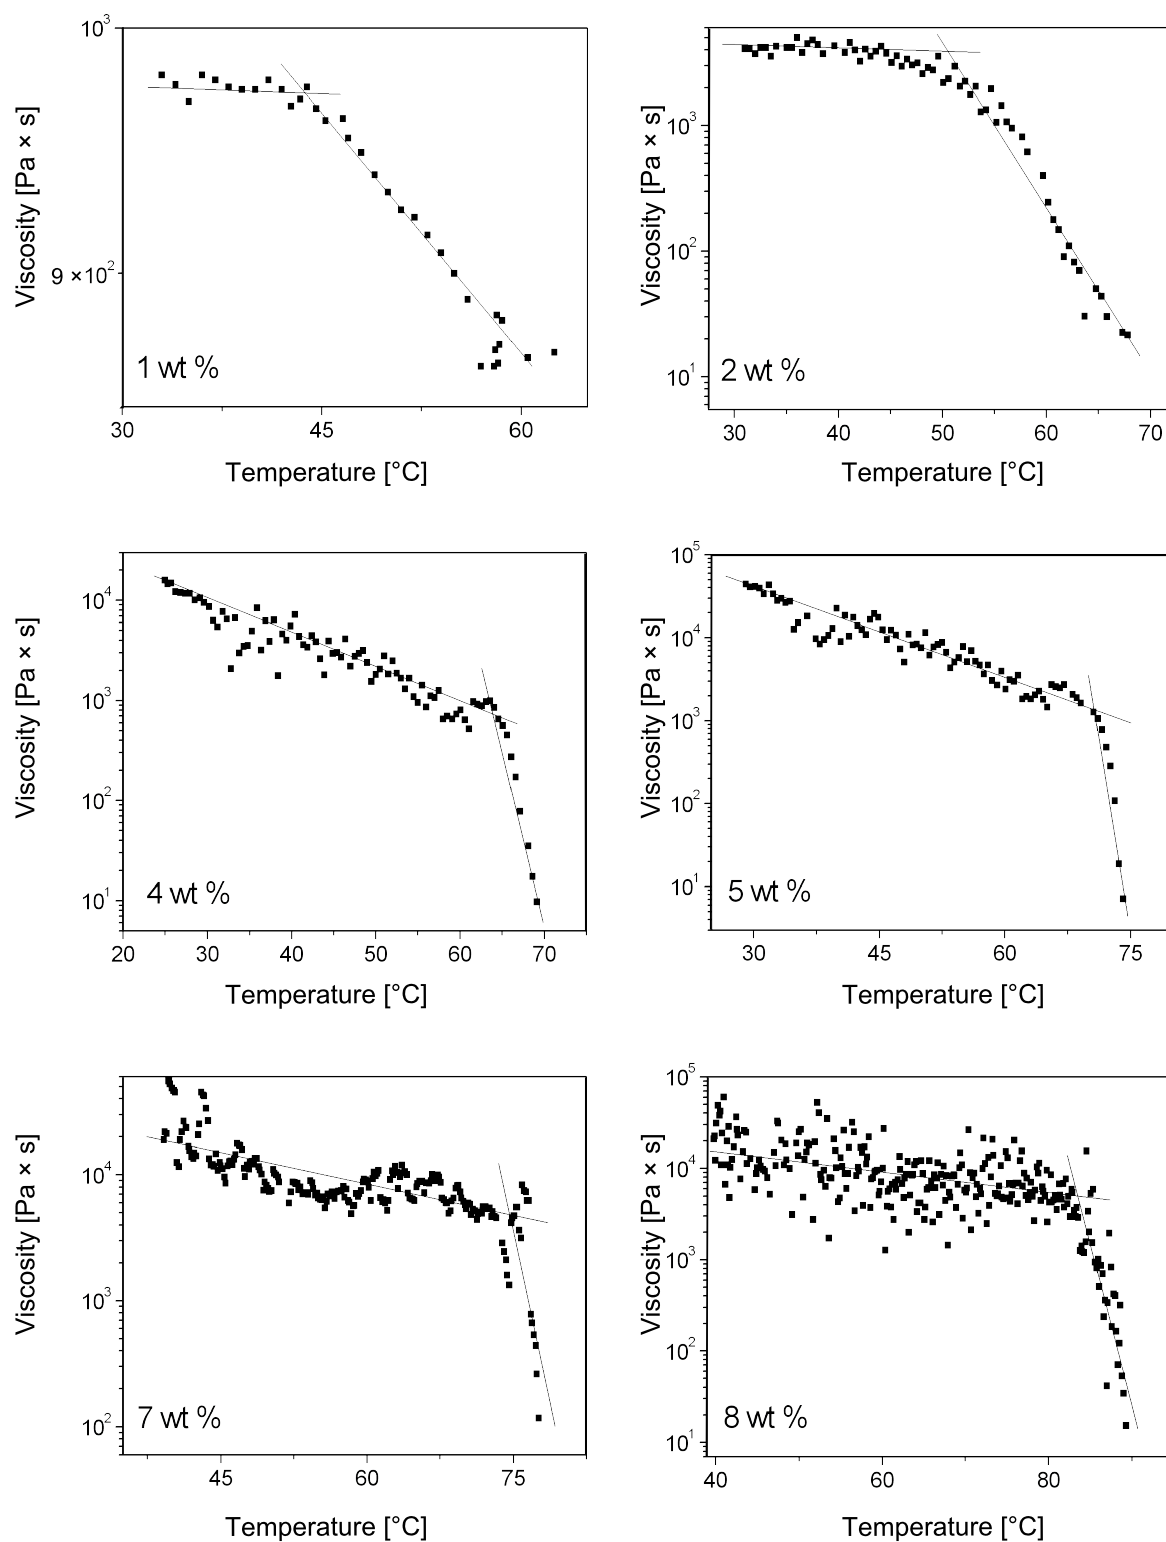 10³
9 ×10²
Viscosity [Pa × s]
1 wt %
30 45 60
Temperature [°C]
10³
10²
10¹
Viscosity [Pa × s]
2 wt %
30 40 50 60 70
Temperature [°C]
10⁴
10³
10²
10¹
Viscosity [Pa × s]
4 wt %
20 30 40 50 60 70
Temperature [°C]
10⁵
10⁴
10³
10²
10¹
Viscosity [Pa × s]
5 wt %
30 45 60 75
Temperature [°C]
10⁴
10³
10²
Viscosity [Pa × s]
7 wt %
45 60 75
Temperature [°C]
10⁵
10⁴
10³
10²
10¹
Viscosity [Pa × s]
8 wt %
40 60 80
Temperature [°C]